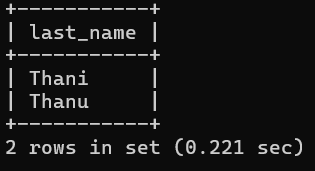 +-----------+
| last_name |
+-----------+
| Thani     |
| Thanu     |
+-----------+
2 rows in set (0.221 sec)